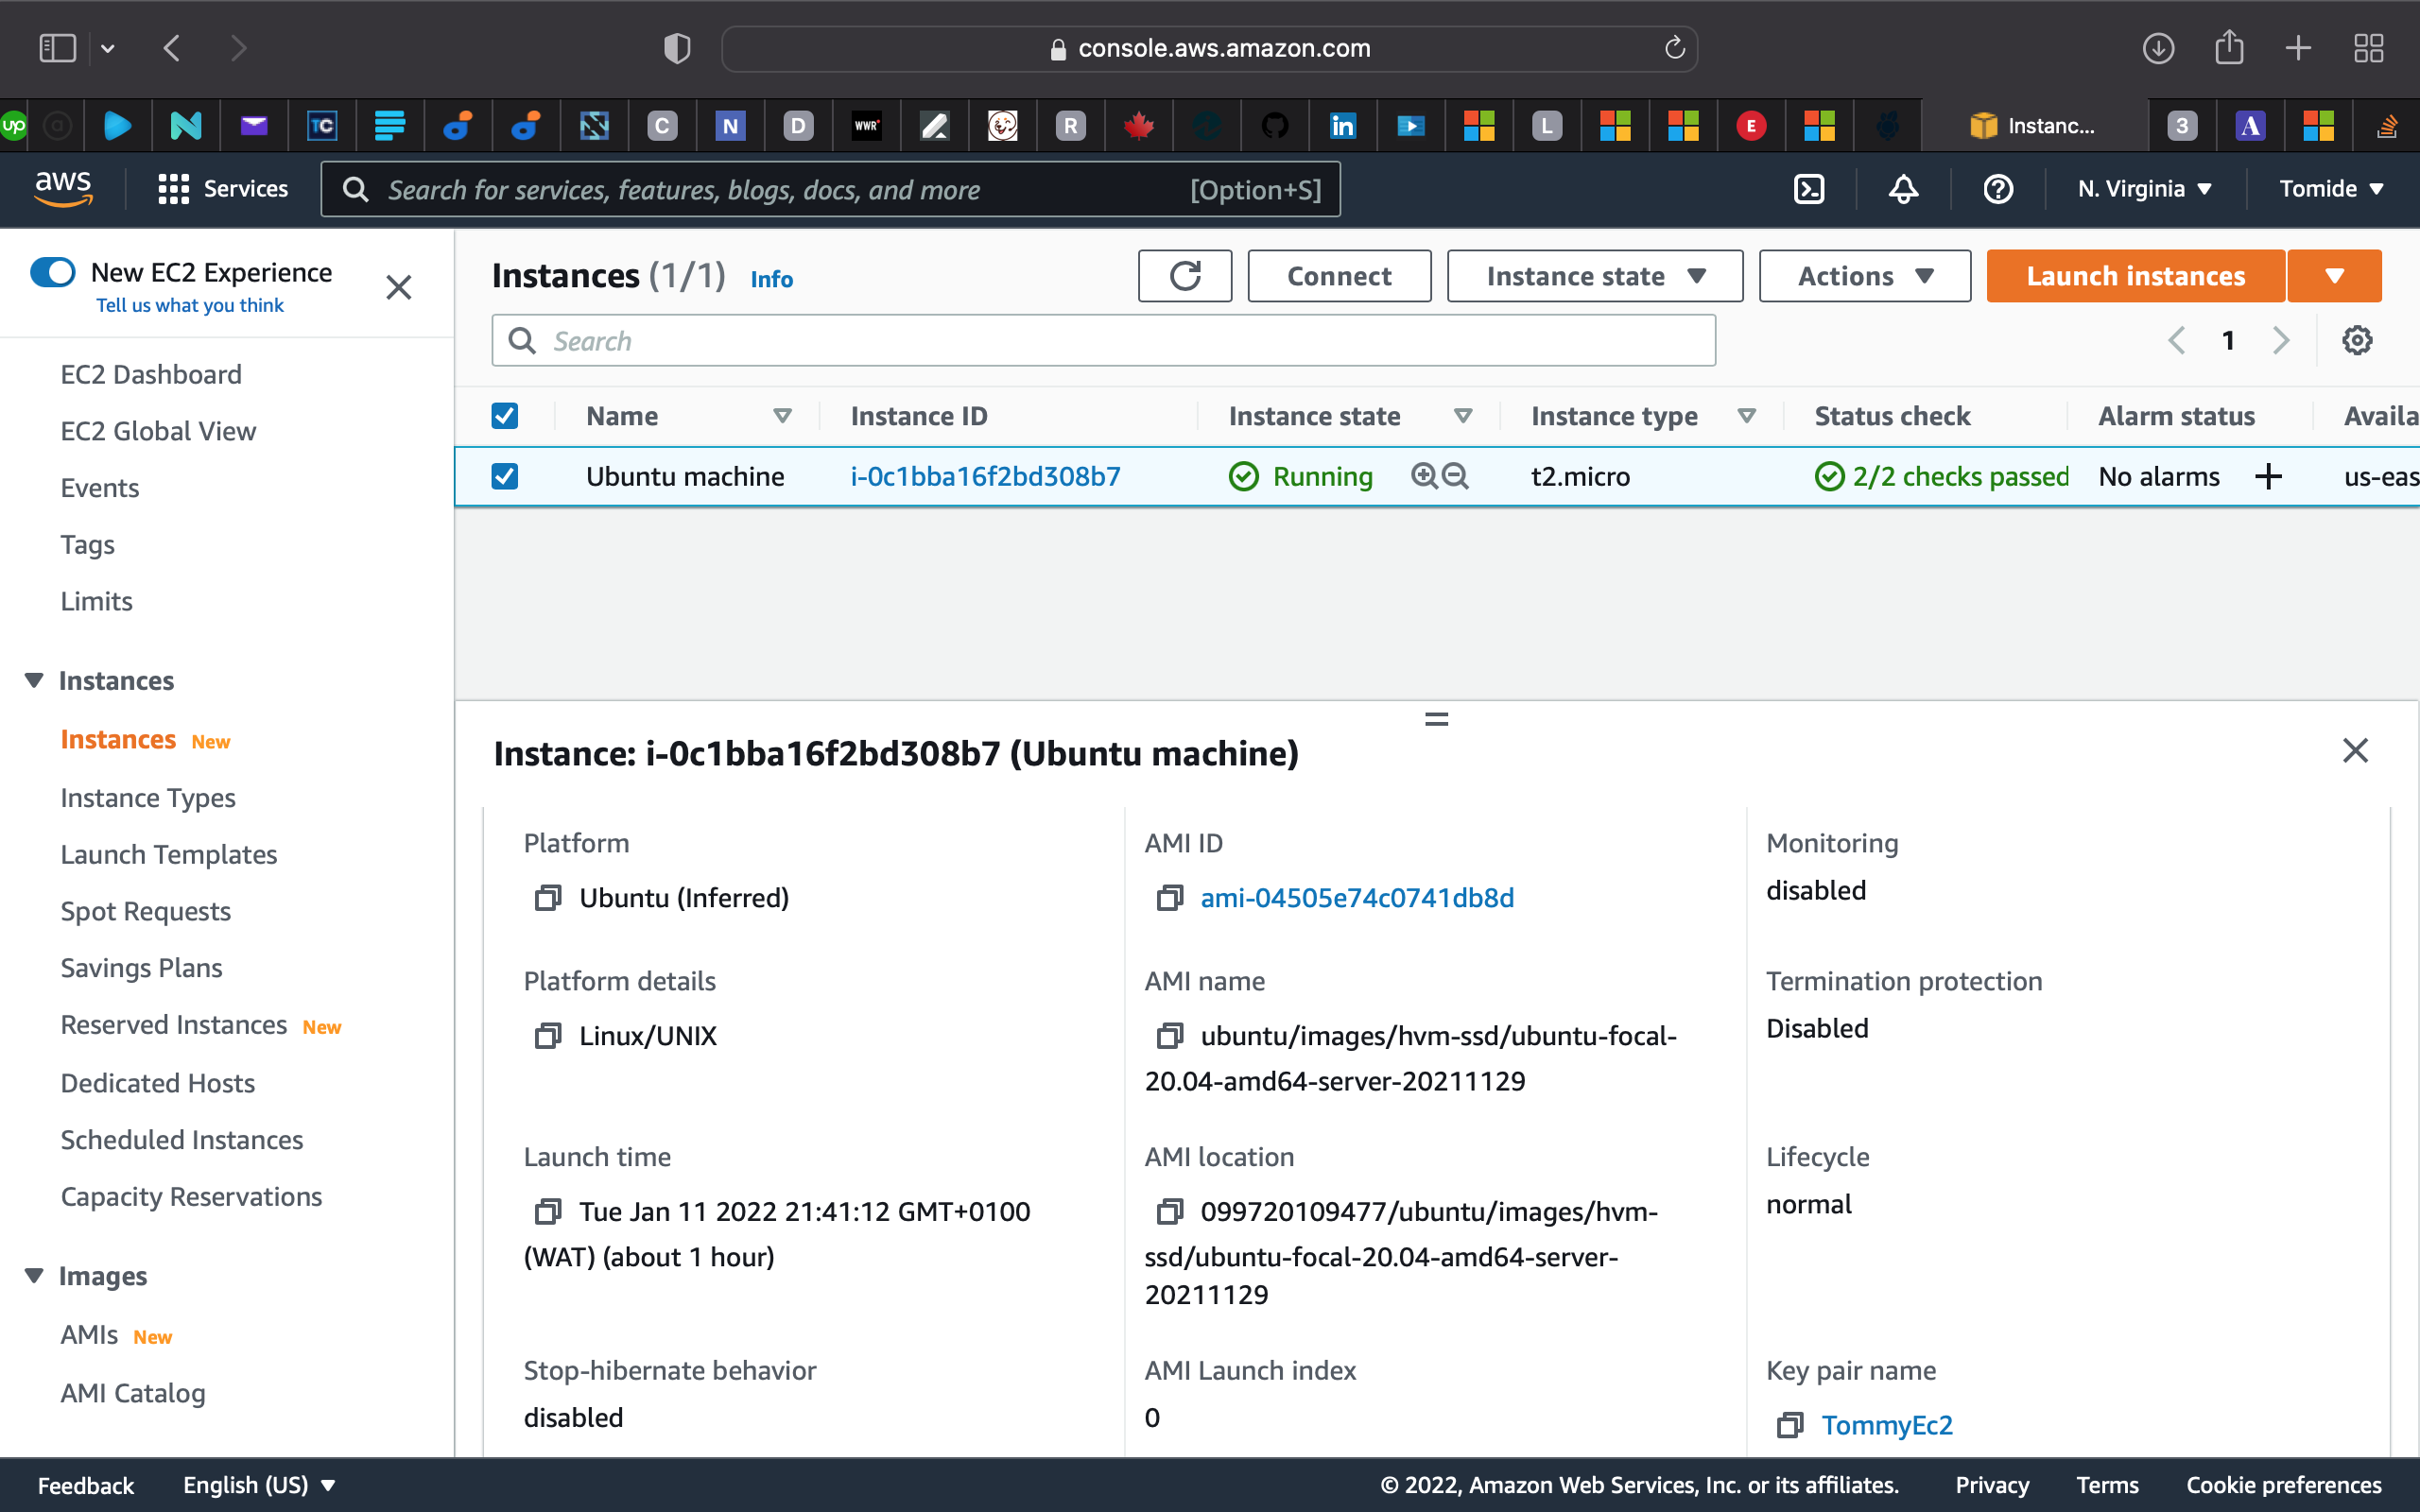 console.aws.amazon.com
up a TC C N D WWR R in L E Instanc... 3 A
aws Services Search for services, features, blogs, docs, and more [Option+S] N. Virginia Tomide
New EC2 Experience
Tell us what you think
EC2 Dashboard
EC2 Global View
Events
Tags
Limits
Instances
Instances New
Instance Types
Launch Templates
Spot Requests
Savings Plans
Reserved Instances New
Dedicated Hosts
Scheduled Instances
Capacity Reservations
Images
AMIs New
AMI Catalog
Instances (1/1) Info Connect Instance state Actions Launch instances
Search 1
Name Instance ID Instance state Instance type Status check Alarm status Availa
Ubuntu machine i-0c1bba16f2bd308b7 Running t2.micro 2/2 checks passed No alarms us-eas
Instance: i-0c1bba16f2bd308b7 (Ubuntu machine)
Platform
Ubuntu (Inferred)
AMI ID
ami-04505e74c0741db8d
Monitoring
disabled
Platform details
Linux/UNIX
AMI name
ubuntu/images/hvm-ssd/ubuntu-focal-
20.04-amd64-server-20211129
Termination protection
Disabled
Launch time
Tue Jan 11 2022 21:41:12 GMT+0100
(WAT) (about 1 hour)
AMI location
099720109477/ubuntu/images/hvm-
ssd/ubuntu-focal-20.04-amd64-server-
20211129
Lifecycle
normal
Stop-hibernate behavior
disabled
AMI Launch index
0
Key pair name
TommyEc2
Feedback English (US) © 2022, Amazon Web Services, Inc. or its affiliates. Privacy Terms Cookie preferences